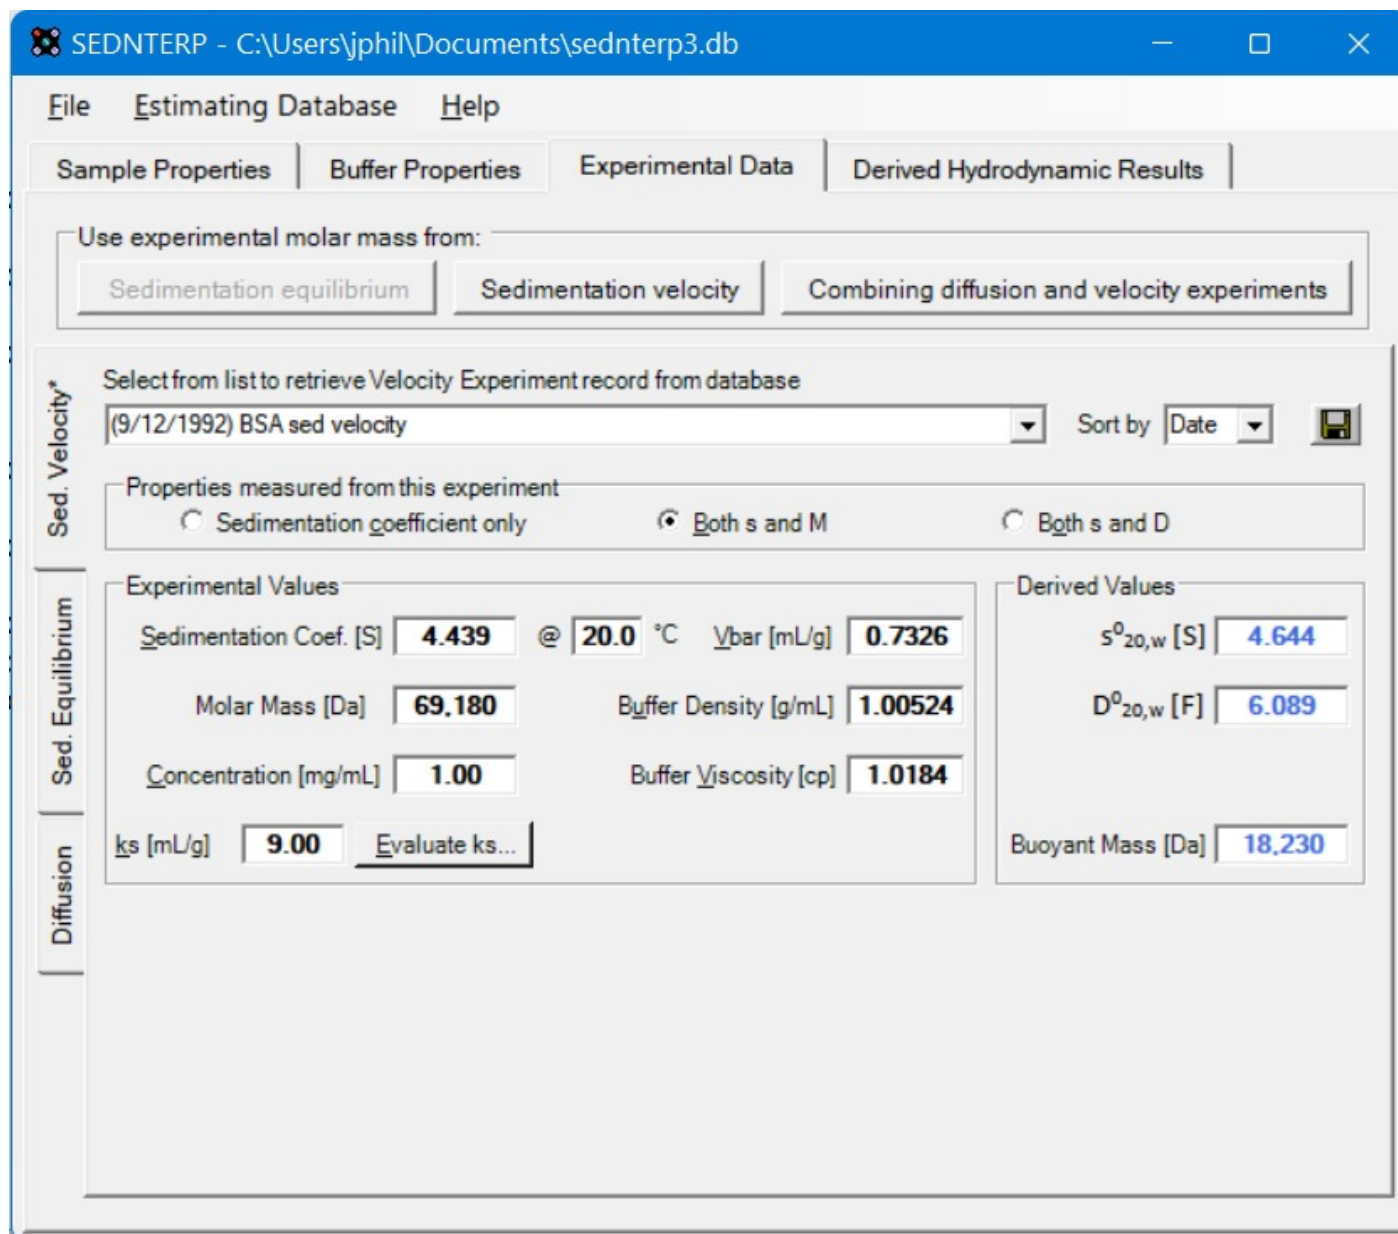 SEDNTERP - C:\Users\jphil\Documents\sednterp3.db
File Estimating Database Help
Sample Properties Buffer Properties Experimental Data Derived Hydrodynamic Results
Use experimental molar mass from:
Sedimentation equilibrium Sedimentation velocity Combining diffusion and velocity experiments
Sed. Velocity*
Sed. Equilibrium
Diffusion
Select from list to retrieve Velocity Experiment record from database
(9/12/1992) BSA sed velocity Sort by Date
Properties measured from this experiment
Sedimentation coefficient only Both s and M Both s and D
Experimental Values
Sedimentation Coef. [S] 4.439 @ 20.0 °C Vbar [mL/g] 0.7326
Molar Mass [Da] 69,180 Buffer Density [g/mL] 1.00524
Concentration [mg/mL] 1.00 Buffer Viscosity [cp] 1.0184
ks [mL/g] 9.00 Evaluate ks...
Derived Values
s⁰₂₀,w [S] 4.644
D⁰₂₀,w [F] 6.089
Buoyant Mass [Da] 18,230